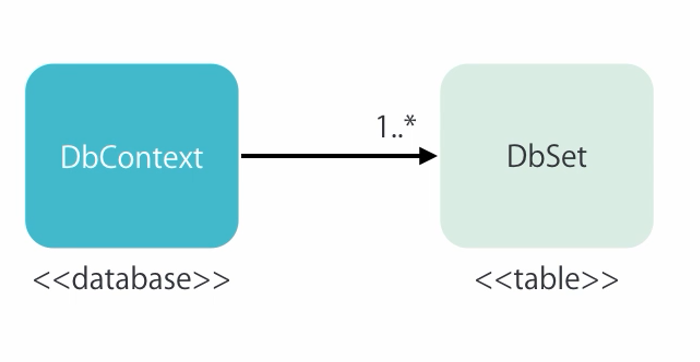 1..*
DbContext
DbSet
<<database>>
<<table>>